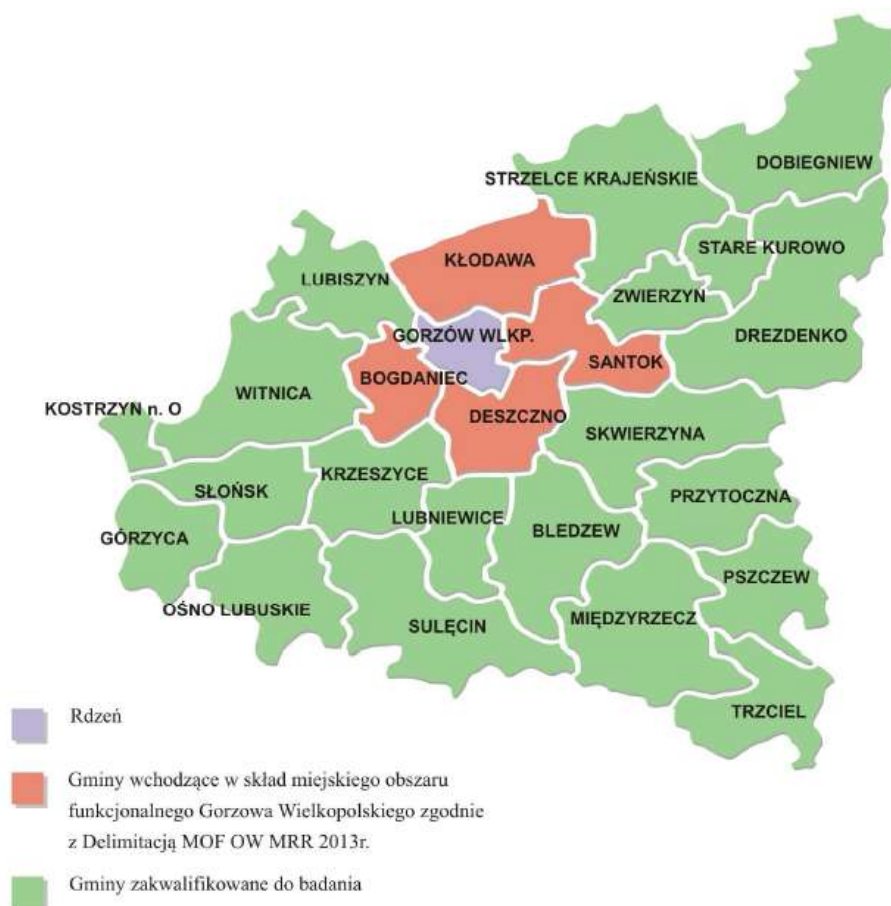 DOBIEGNIEW
STRZELCE KRAJEŃSKIE
STARE KUROWO
KŁODAWA
LUBISZYN
ZWIERZYN
GORZÓW WLKP.
DREZDENKO
SANTOK
BOGDANIEC
WITNICA
KOSTRZYN n. O
DESZCZNO
SKWIERZYNA
KRZESZYCE
SŁOŃSK
PRZYTOCZNA
LUBNIEWICE
BLEDZEW
GÓRZYCA
PSZCZEW
OŚNO LUBUSKIE
MIĘDZYRZECZ
SULĘCIN
TRZCIEL
Rdzeń
Gminy wchodzące w skład miejskiego obszaru
funkcjonalnego Gorzowa Wielkopolskiego zgodnie
z Delimitacją MOF OW MRR 2013r.
Gminy zakwalifikowane do badania